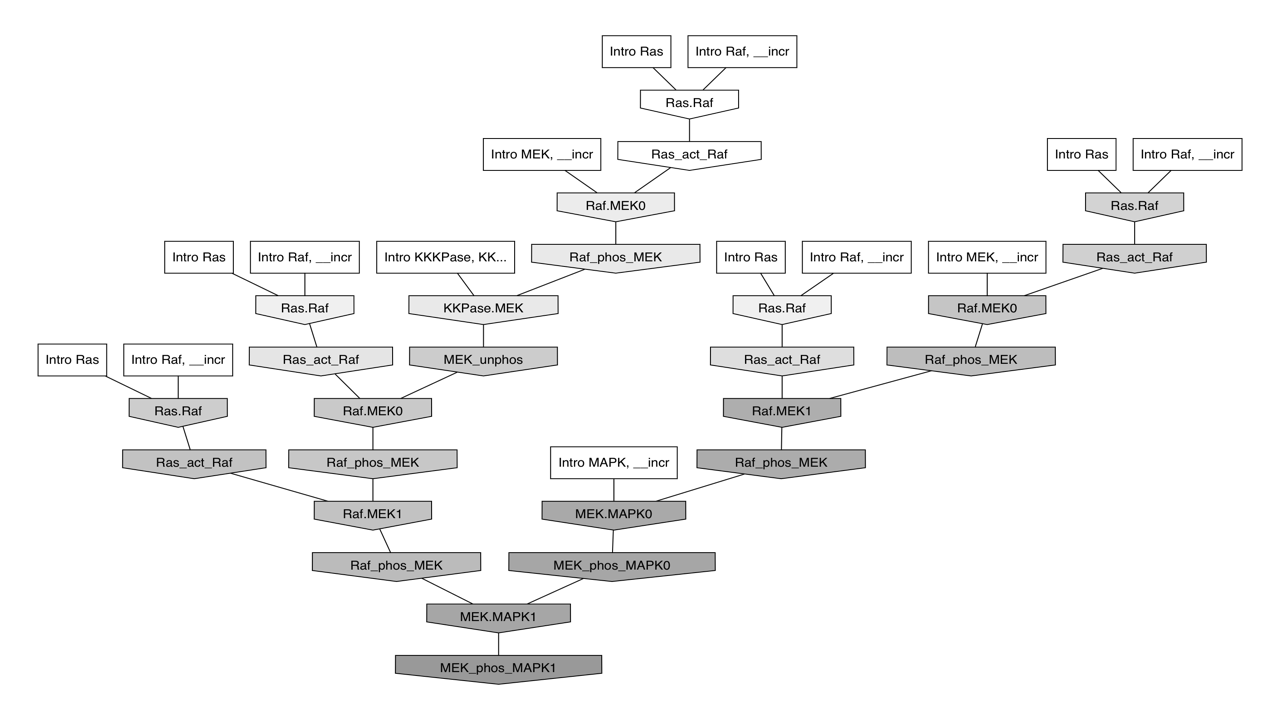 Intro Ras
Intro Raf, __incr
Ras.Raf
Intro MEK, __incr
Ras_act_Raf
Intro Ras
Intro Raf, __incr
Raf.MEK0
Ras.Raf
Intro Ras
Intro Raf, __incr
Intro KKKPase, KK...
Raf_phos_MEK
Intro Ras
Intro Raf, __incr
Intro MEK, __incr
Ras_act_Raf
Ras.Raf
KKPase.MEK
Ras.Raf
Raf.MEK0
Intro Ras
Intro Raf, __incr
Ras_act_Raf
MEK_unphos
Ras_act_Raf
Raf_phos_MEK
Ras.Raf
Raf.MEK0
Raf.MEK1
Ras_act_Raf
Raf_phos_MEK
Intro MAPK, __incr
Raf_phos_MEK
Raf.MEK1
MEK.MAPK0
Raf_phos_MEK
MEK_phos_MAPK0
MEK.MAPK1
MEK_phos_MAPK1